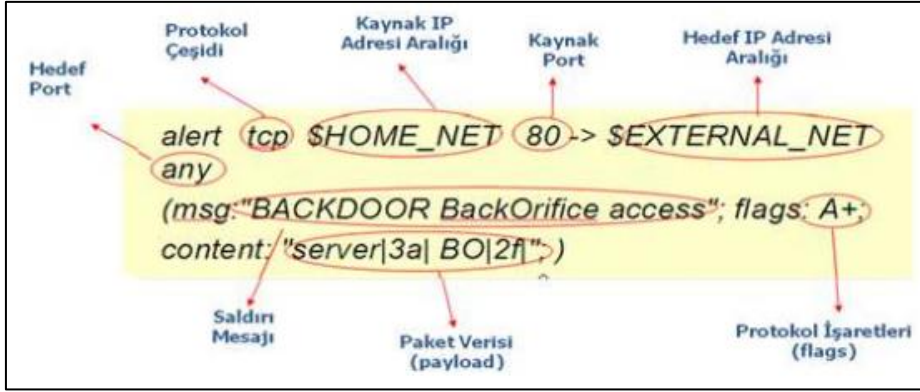 Protokol
Çeşidi
Kaynak IP
Adresi Aralığı
Kaynak
Port
Hedef IP Adresi
Aralığı
Hedef
Port
alert tcp $HOME_NET 80 -> $EXTERNAL_NET
any
(msg:"BACKDOOR BackOrifice access"; flags: A+;
content: "server|3a| BO|2f|"; )
Saldırı
Mesajı
Paket Verisi
(payload)
Protokol İşaretleri
(flags)